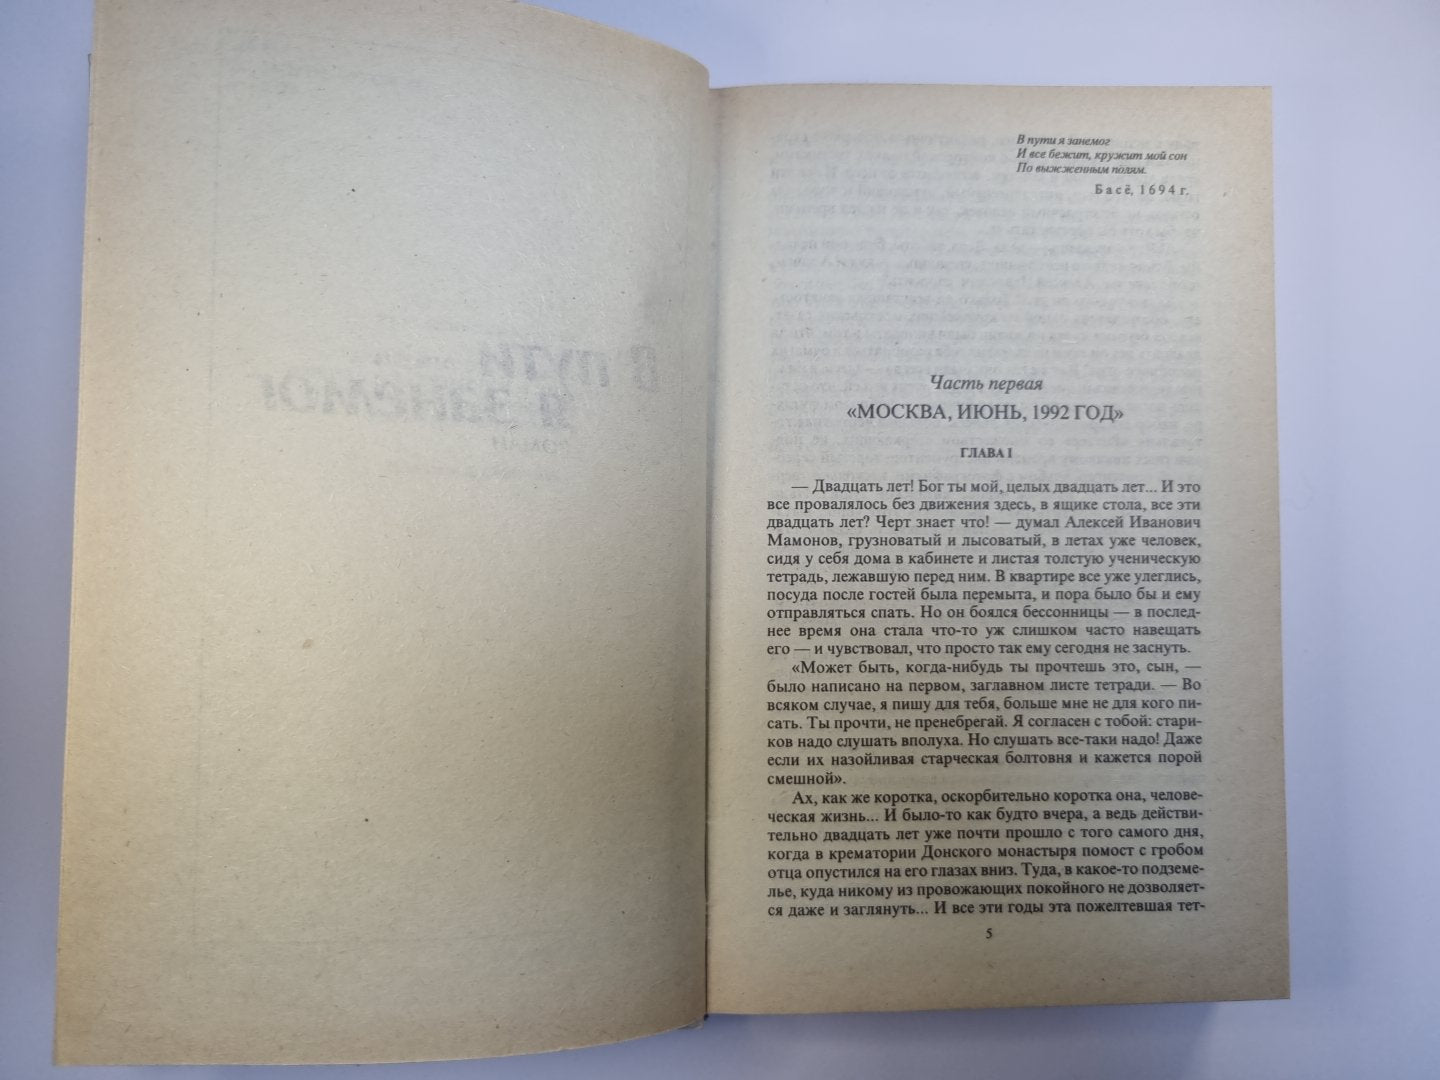 В пути я занемог
И все бежит, кружит мой сон
По выжженным полям.
Басё, 1694 г.
Часть первая
«МОСКВА, ИЮНЬ, 1992 ГОД»
ГЛАВА I
— Двадцать лет! Бог ты мой, целых двадцать лет... И это
все провалялось без движения здесь, в ящике стола, все эти
двадцать лет? Черт знает что! — думал Алексей Иванович
Мамонов, грузноватый и лысоватый, в летах уже человек,
сидя у себя дома в кабинете и листая толстую ученическую
тетрадь, лежавшую перед ним. В квартире все уже улеглись,
посуда после гостей была перемыта, и пора было бы и ему
отправляться спать. Но он боялся бессонницы — в послед-
нее время она стала что-то уж слишком часто навещать
его — и чувствовал, что просто так ему сегодня не заснуть.
«Может быть, когда-нибудь ты прочтешь это, сын, —
было написано на первом, заглавном листе тетради. — Во
всяком случае, я пишу для тебя, больше мне не для кого пи-
сать. Ты прочти, не пренебрегай. Я согласен с тобой: стари-
ков надо слушать вполуха. Но слушать все-таки надо! Даже
если их назойливая старческая болтовня и кажется порой
смешной».
Ах, как же коротка, оскорбительно коротка она, челове-
ческая жизнь... И было-то как будто вчера, а ведь действи-
тельно двадцать лет уже почти прошло с того самого дня,
когда в крематории Донского монастыря помост с гробом
отца опустился на его глазах вниз. Туда, в какое-то подземе-
лье, куда никому из провожающих покойного не дозволяет-
ся даже и заглянуть... И все эти годы эта пожелтевшая тет-
5